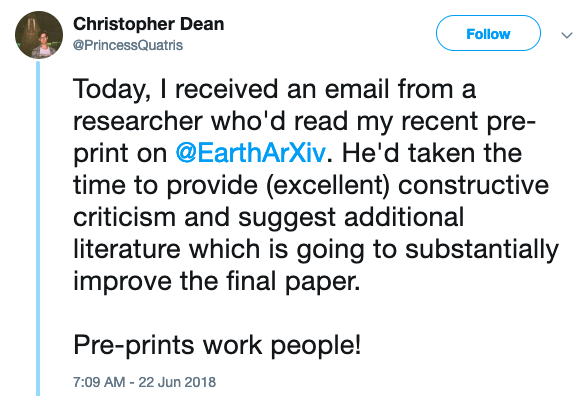 Christopher Dean
@PrincessQuatris
Follow
Today, I received an email from a
researcher who'd read my recent pre-
print on @EarthArXiv. He'd taken the
time to provide (excellent) constructive
criticism and suggest additional
literature which is going to substantially
improve the final paper.
Pre-prints work people!
7:09 AM - 22 Jun 2018